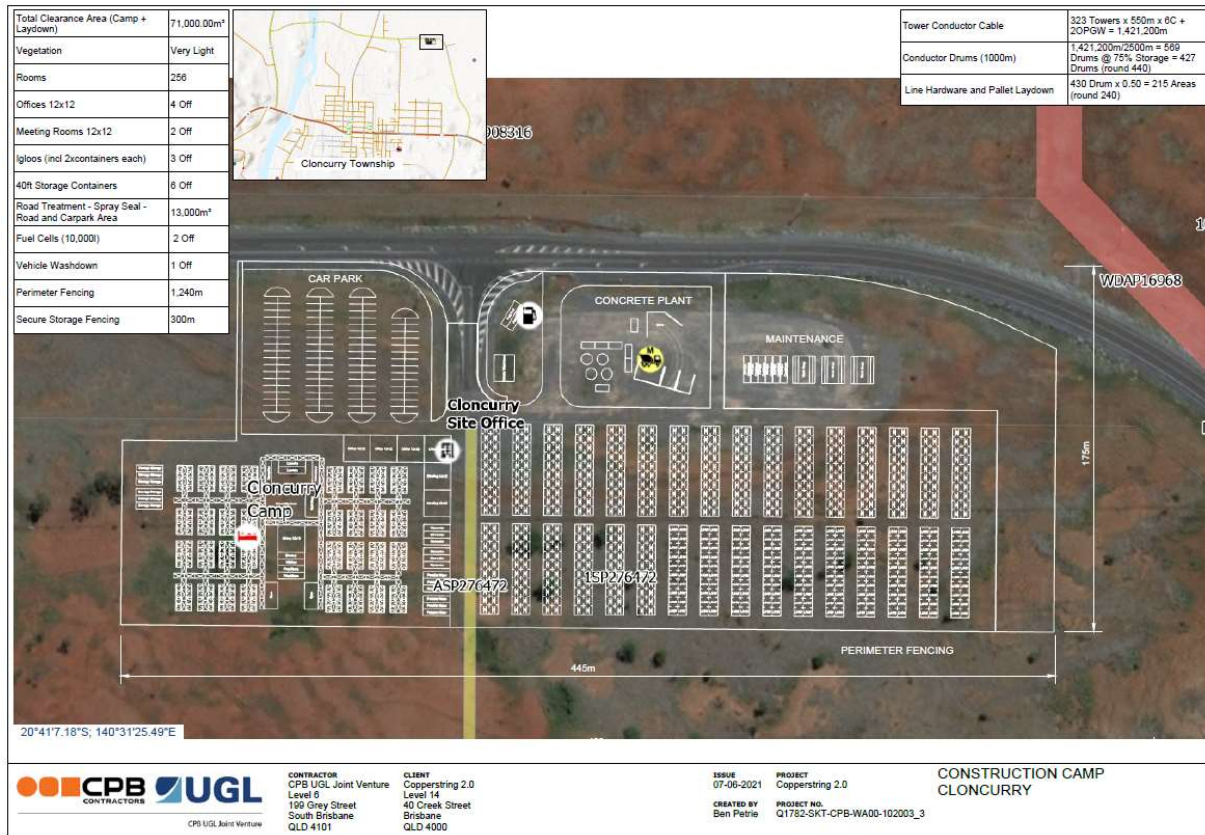 Total Clearance Area (Camp +
Laydown)
71,000.00m²
Vegetation
Very Light
Rooms
256
Offices 12x12
4 Off
Meeting Rooms 12x12
2 Off
Igloos (incl 2xcontainers each)
3 Off
40ft Storage Containers
6 Off
Road Treatment - Spray Seal -
Road and Carpark Area
13,000m²
Fuel Cells (10,000l)
2 Off
Vehicle Washdown
1 Off
Perimeter Fencing
1,240m
Secure Storage Fencing
300m
Cloncurry Township
Tower Conductor Cable
323 Towers x 550m x 6C +
2OPGW = 1,421,200m
Conductor Drums (1000m)
1,421,200m/2500m = 569
Drums @ 75% Storage = 427
Drums (round 440)
Line Hardware and Pallet Laydown
430 Drum x 0.50 = 215 Areas
(round 240)
WDAP16968
CAR PARK
CONCRETE PLANT
MAINTENANCE
Cloncurry
Site Office
Cloncurry
Camp
ASP276472
1SP276472
175m
PERIMETER FENCING
445m
20°41'7.18"S; 140°31'25.49"E
CPB
CONTRACTORS
UGL
CPB UGL Joint Venture
CONTRACTOR
CPB UGL Joint Venture
Level 6
199 Grey Street
South Brisbane
QLD 4101
CLIENT
Copperstring 2.0
Level 14
40 Creek Street
Brisbane
QLD 4000
ISSUE
07-06-2021
CREATED BY
Ben Petrie
PROJECT
Copperstring 2.0
PROJECT NO.
Q1782-SKT-CPB-WA00-102003_3
CONSTRUCTION CAMP
CLONCURRY